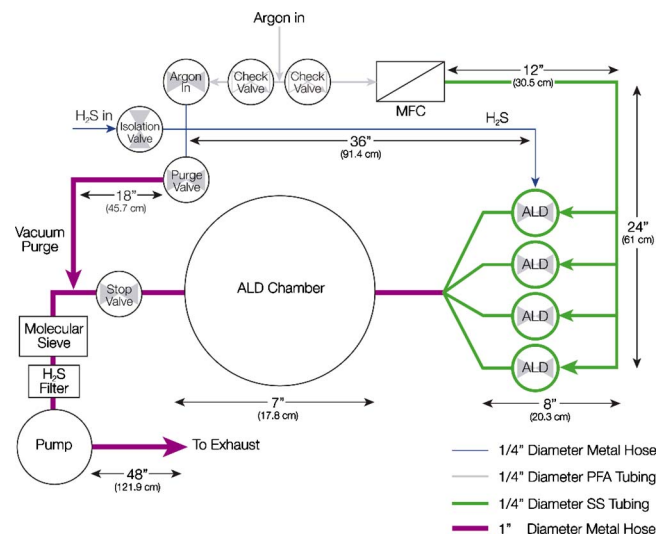 Argon in
Argon
In
Check
Valve
Check
Valve
MFC
12"
(30.5 cm)
H₂S in
Isolation
Valve
H₂S
36"
(91.4 cm)
Purge
Valve
18"
(45.7 cm)
24"
(61 cm)
Vacuum
Purge
ALD
ALD
ALD
ALD
Stop
Valve
ALD Chamber
Molecular
Sieve
H₂S
Filter
7"
(17.8 cm)
8"
(20.3 cm)
Pump
To Exhaust
48"
(121.9 cm)
1/4" Diameter Metal Hose
1/4" Diameter PFA Tubing
1/4" Diameter SS Tubing
1" Diameter Metal Hose